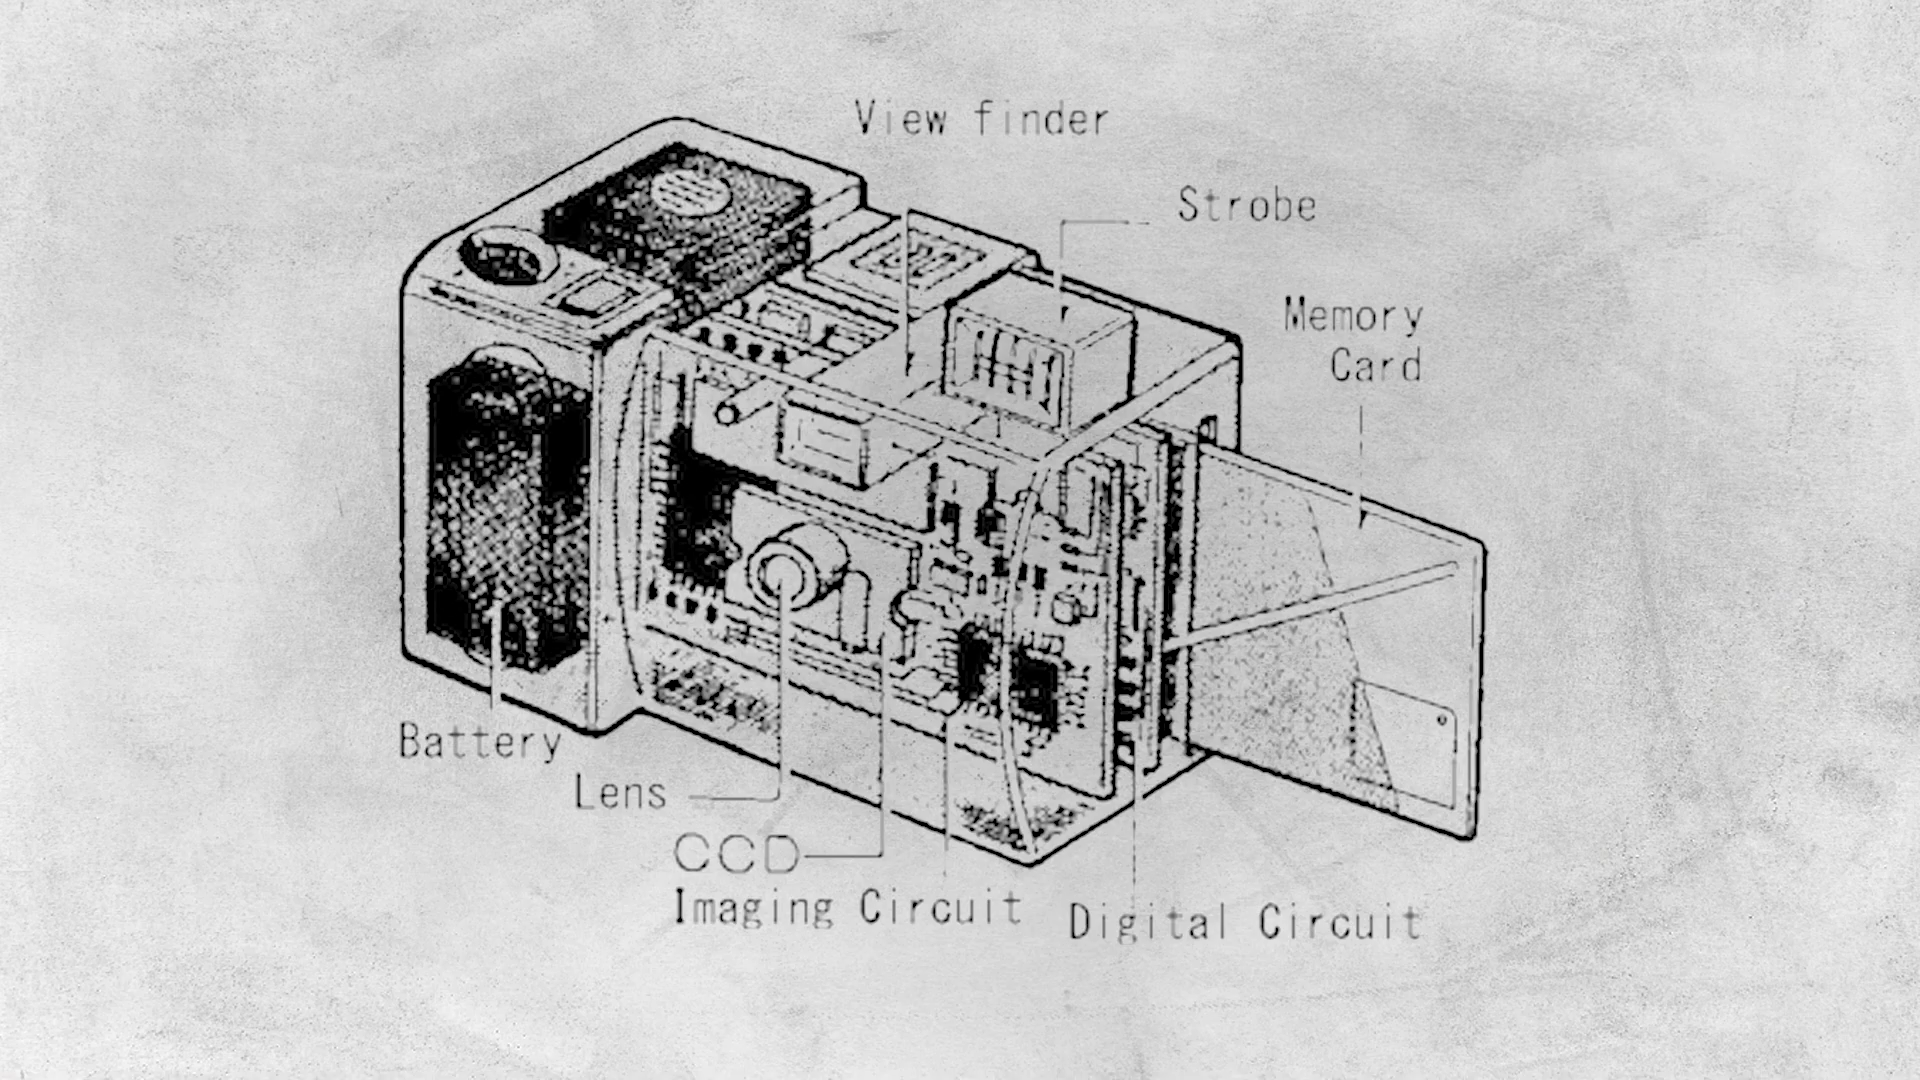 View finder
Strobe
Memory
Card
Battery
Lens
CCD
Imaging Circuit
Digital Circuit